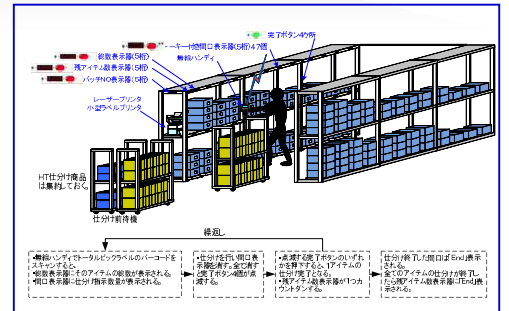 完了ボタン4ケ所
キー付き間口表示器(5桁)47個
総数表示器(5桁)
無線ハンディ
残アイテム数表示器(5桁)
バッチNO表示器(5桁)
レーザープリンタ
小型ラベルプリンタ
HT仕分け商品
は集約しておく。
仕分け前待機
繰返し
・無線ハンディでトータルピックラベルのバーコードを
スキャンすると、
・総数表示器にそのアイテムの総数が表示される。
・間口表示器に仕分け指示数量が表示される。
・仕分けを行い間口表
示器を消す。全て消す
と完了ボタン4個が点
滅する。
・点滅する完了ボタンのいずれ
かを押下すると、1アイテムの
仕分け完了となる。
・残アイテム数表示器が1つカ
ウントダウンする。
仕分け終了した間口は「End」表示
される。
全てのアイテムの仕分けが終了し
たら残アイテム数表示器に「End」表
示される。